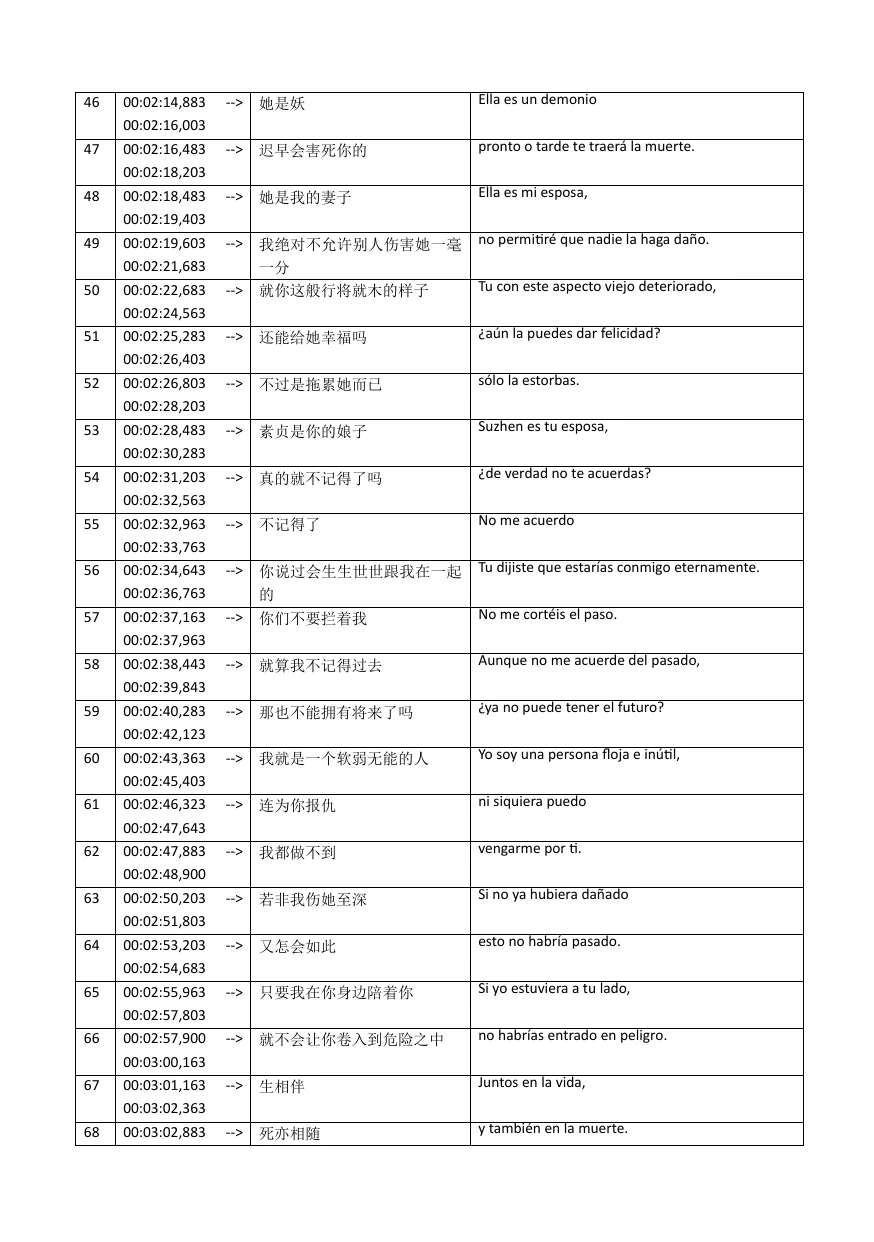 46 00:02:14,883 --> 她是妖 Ella es un demonio
00:02:16,003
47 00:02:16,483 --> 迟早会害死你的 pronto o tarde te traerá la muerte.
00:02:18,203
48 00:02:18,483 --> 她是我的妻子 Ella es mi esposa,
00:02:19,403
49 00:02:19,603 --> 我绝对不允许别人伤害她一毫 no permitiré que nadie la haga daño.
00:02:21,683 一分
50 00:02:22,683 --> 就你这般行将就木的样子 Tu con este aspecto viejo deteriorado,
00:02:24,563
51 00:02:25,283 --> 还能给她幸福吗 ¿aún la puedes dar felicidad?
00:02:26,403
52 00:02:26,803 --> 不过是拖累她而已 sólo la estorbas.
00:02:28,203
53 00:02:28,483 --> 素贞是你的娘子 Suzhen es tu esposa,
00:02:30,283
54 00:02:31,203 --> 真的就不记得了吗 ¿de verdad no te acuerdas?
00:02:32,563
55 00:02:32,963 --> 不记得了 No me acuerdo
00:02:33,763
56 00:02:34,643 --> 你说过会生生世世跟我在一起 Tu dijiste que estarías conmigo eternamente.
00:02:36,763 的
57 00:02:37,163 --> 你们不要拦着我 No me cortéis el paso.
00:02:37,963
58 00:02:38,443 --> 就算我不记得过去 Aunque no me acuerde del pasado,
00:02:39,843
59 00:02:40,283 --> 那也不能拥有将来了吗 ¿ya no puede tener el futuro?
00:02:42,123
60 00:02:43,363 --> 我就是一个软弱无能的人 Yo soy una persona floja e inútil,
00:02:45,403
61 00:02:46,323 --> 连为你报仇 ni siquiera puedo
00:02:47,643
62 00:02:47,883 --> 我都做不到 vengarme por ti.
00:02:48,900
63 00:02:50,203 --> 若非我伤她至深 Si no ya hubiera dañado
00:02:51,803
64 00:02:53,203 --> 又怎会如此 esto no habría pasado.
00:02:54,683
65 00:02:55,963 --> 只要我在你身边陪着你 Si yo estuviera a tu lado,
00:02:57,803
66 00:02:57,900 --> 就不会让你卷入到危险之中 no habrías entrado en peligro.
00:03:00,163
67 00:03:01,163 --> 生相伴 Juntos en la vida,
00:03:02,363
68 00:03:02,883 --> 死亦相随 y también en la muerte.